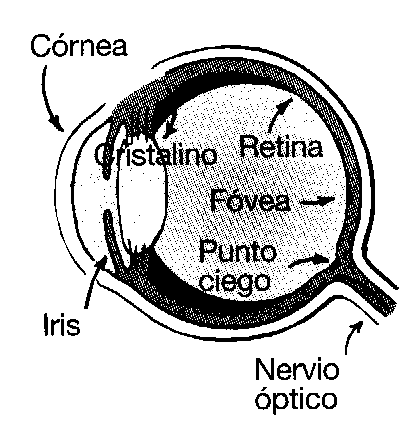 Córnea
Cristalino
Retina
Fóvea
Punto
ciego
Iris
Nervio
óptico